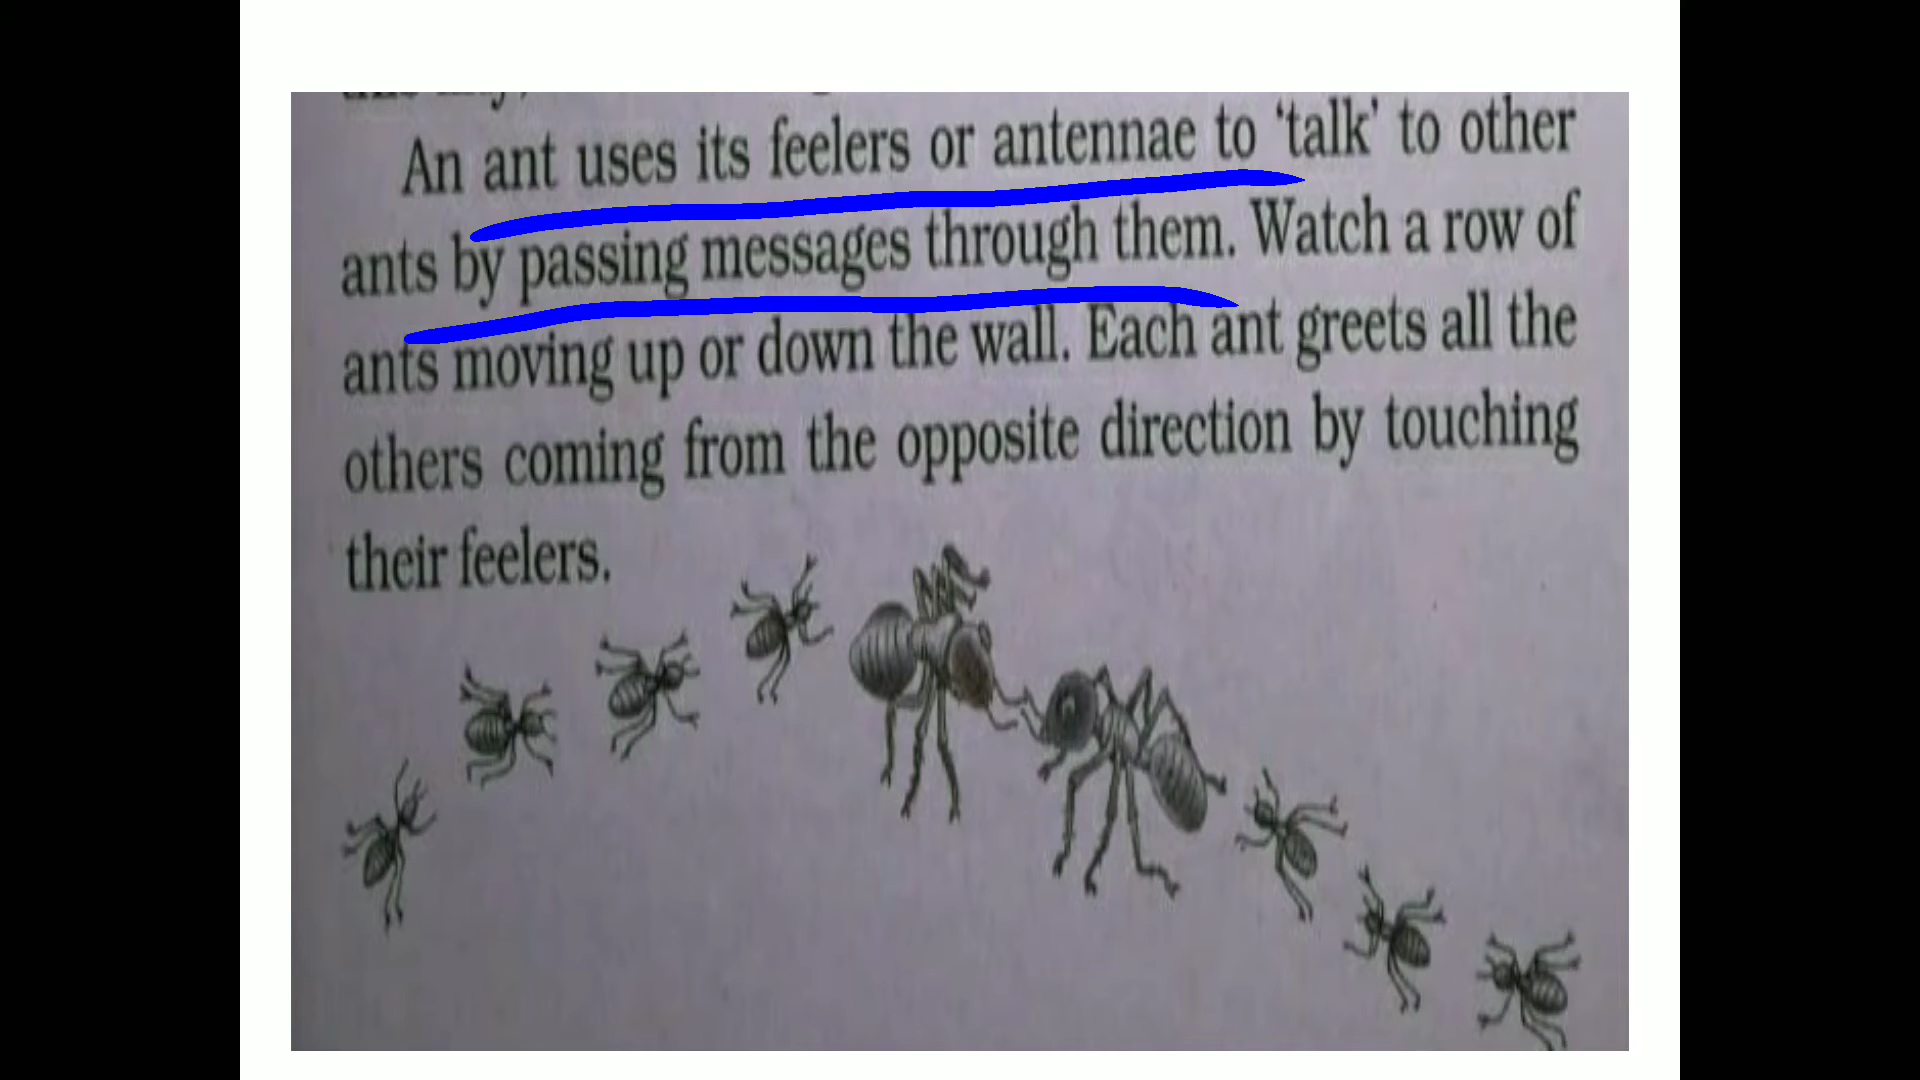 An ant uses its feelers or antennae to ‘talk’ to other
ants by passing messages through them. Watch a row of
ants moving up or down the wall. Each ant greets all the
others coming from the opposite direction by touching
their feelers.